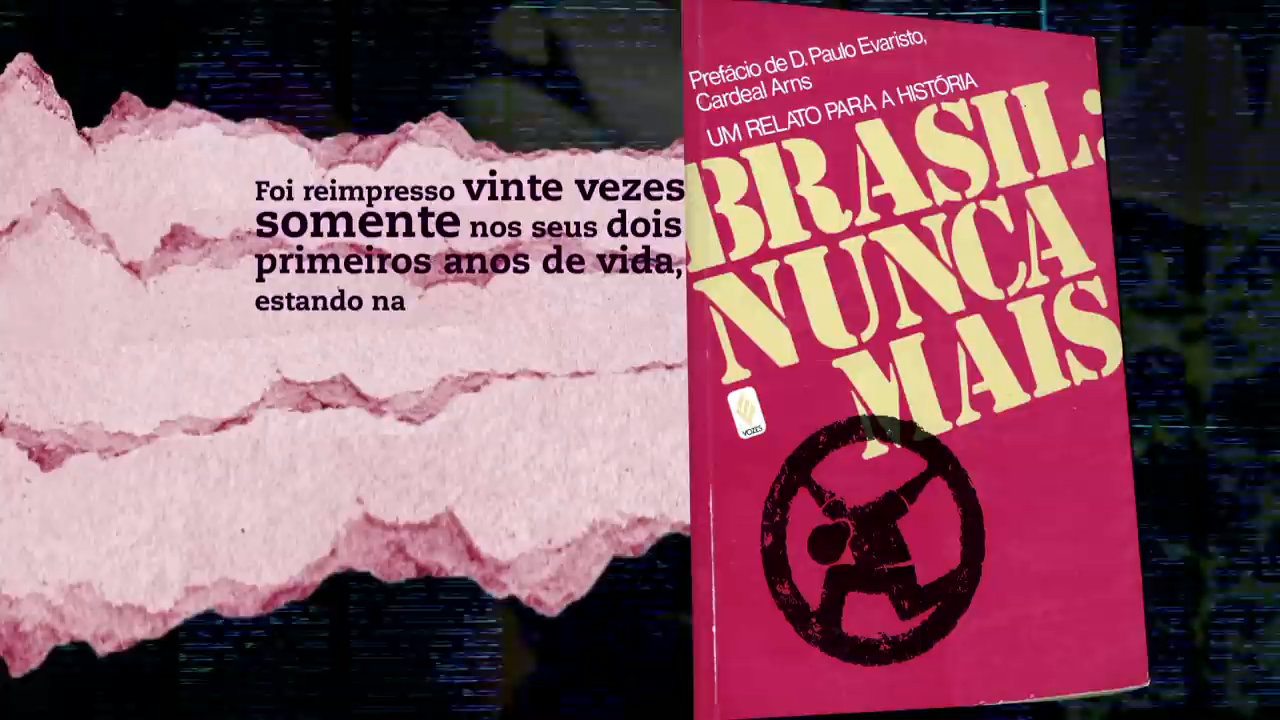 Foi reimpresso vinte vezes
somente nos seus dois
primeiros anos de vida,
estando na
Prefácio de D. Paulo Evaristo,
Cardeal Arns
UM RELATO PARA A HISTÓRIA
BRASIL:
NUNCA
MAIS
VOZES